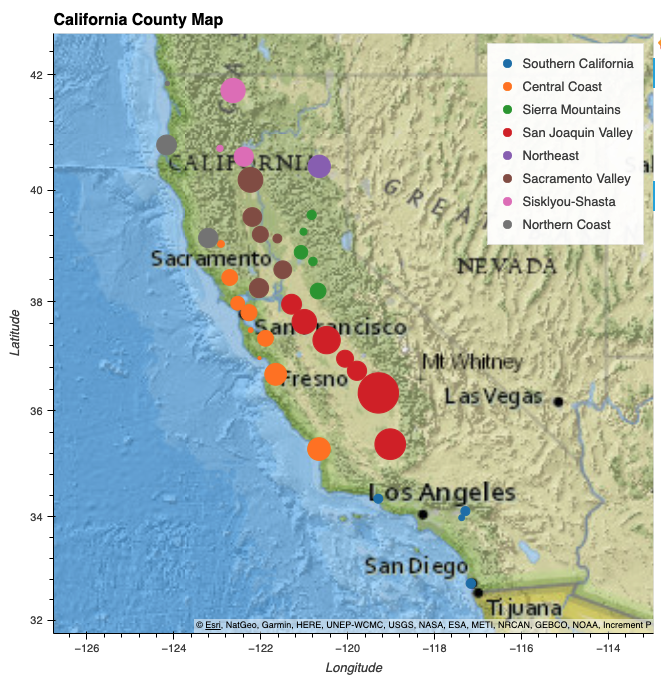 California County Map
Southern California
Central Coast
Sierra Mountains
San Joaquin Valley
Northeast
Sacramento Valley
Sisklyou-Shasta
Northern Coast
42
CALIFORNIA
40
GREA
Sacramento
NEVADA
38
San Francisco
Mt Whitney
Fresno
Las Vegas
36
Los Angeles
34
San Diego
Tijuana
32
© Esri, NatGeo, Garmin, HERE, UNEP-WCMC, USGS, NASA, ESA, METI, NRCAN, GEBCO, NOAA, Increment P
Latitude
−126
−124
−122
−120
−118
−116
−114
Longitude